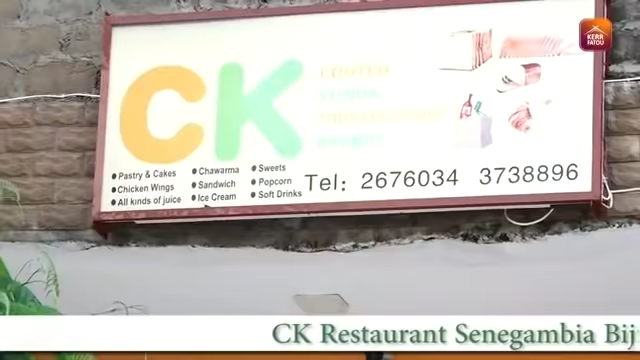 KERR
FATOU
CK
Pastry & Cakes
Chicken Wings
All kinds of juice
Chawarma
Sandwich
Ice Cream
Sweets
Popcorn
Soft Drinks
Tel: 2676034 3738896
CK Restaurant Senegambia Bij